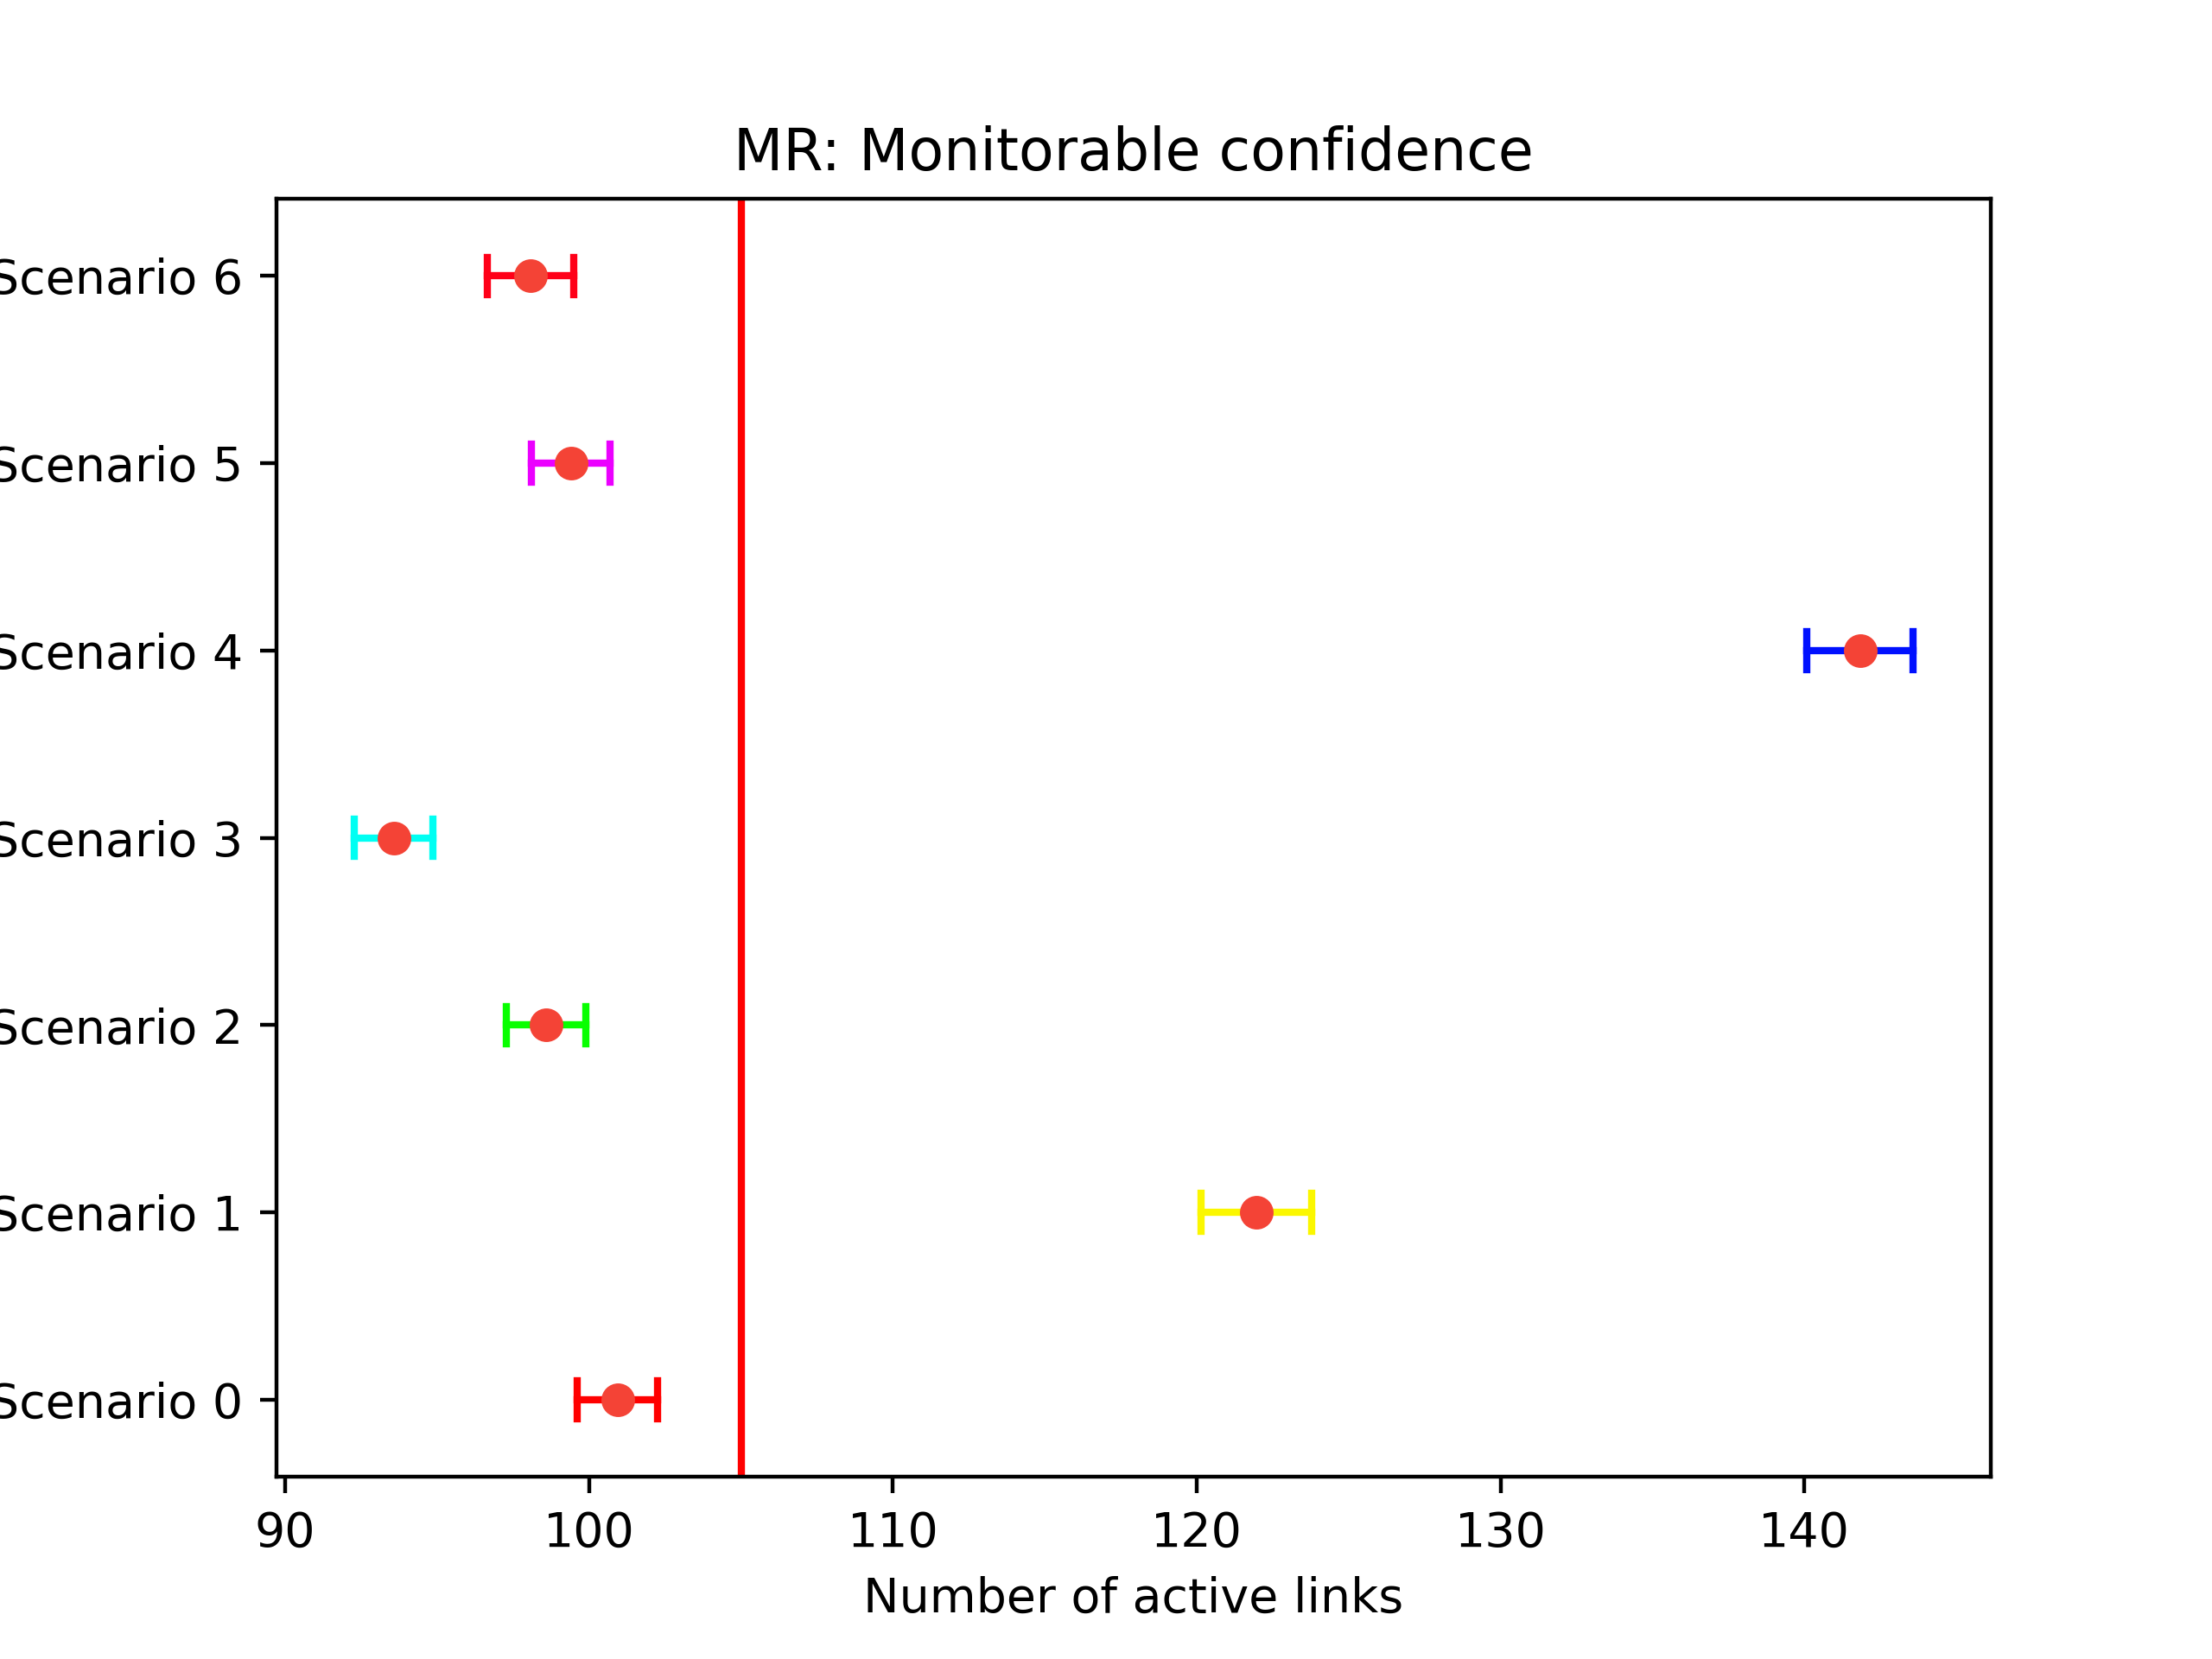 MR: Monitorable confidence
Scenario 6
Scenario 5
Scenario 4
Scenario 3
Scenario 2
Scenario 1
Scenario 0
90 100 110 120 130 140
Number of active links